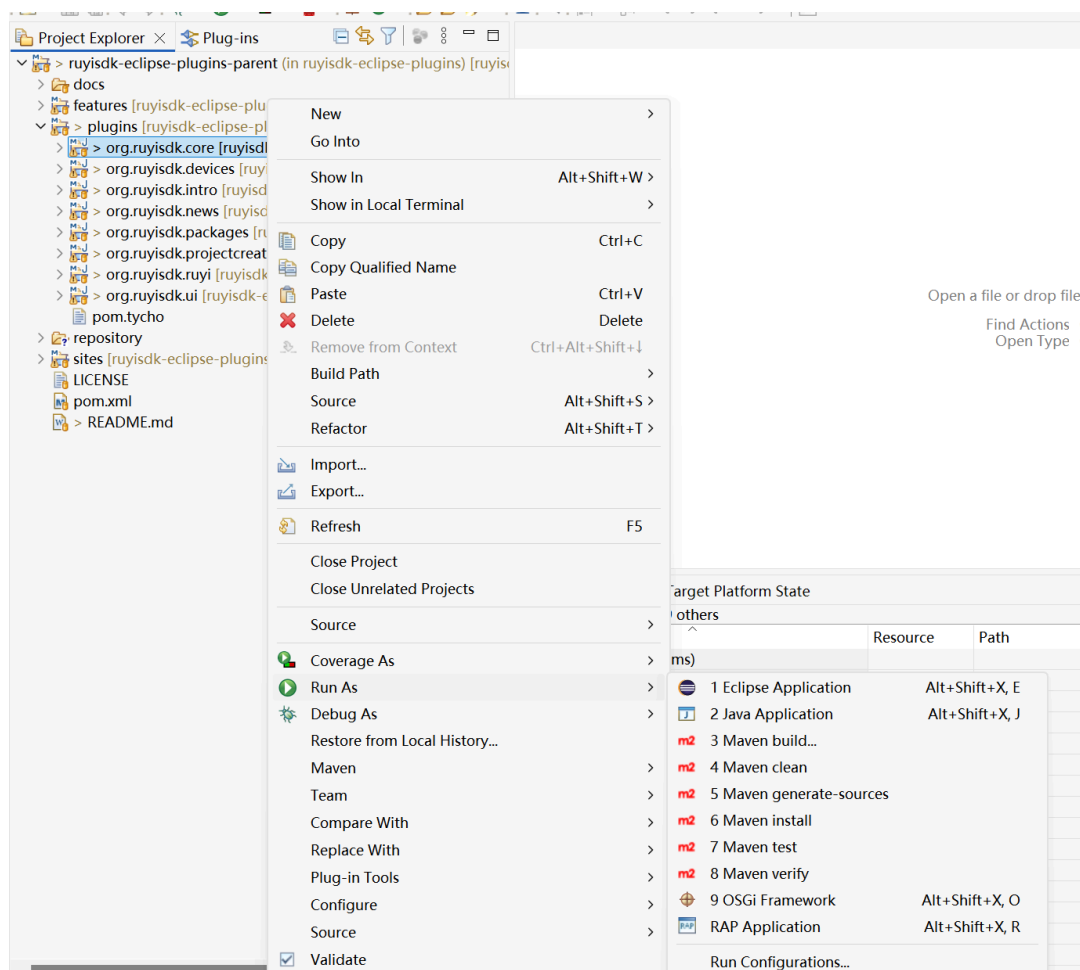 Project Explorer
Plug-ins
> ruyisdk-eclipse-plugins-parent (in ruyisdk-eclipse-plugins) [ruyis
docs
features [ruyisdk-eclipse-plu
> plugins [ruyisdk-eclipse-pl
> org.ruyisdk.core [ruyisdl
> org.ruyisdk.devices [ruy
> org.ruyisdk.intro [ruyisd
> org.ruyisdk.news [ruyisd
> org.ruyisdk.packages [ru
> org.ruyisdk.projectcreat
> org.ruyisdk.ruyi [ruyisdk
> org.ruyisdk.ui [ruyisdk-e
pom.tycho
repository
sites [ruyisdk-eclipse-plugins
LICENSE
pom.xml
> README.md
New
Go Into
Show In Alt+Shift+W >
Show in Local Terminal
Copy Ctrl+C
Copy Qualified Name
Paste Ctrl+V
Delete Delete
Remove from Context Ctrl+Alt+Shift+↓
Build Path
Source Alt+Shift+S >
Refactor Alt+Shift+T >
Import...
Export...
Refresh F5
Close Project
Close Unrelated Projects
Source
Coverage As
Run As
Debug As
Restore from Local History...
Maven
Team
Compare With
Replace With
Plug-in Tools
Configure
Source
Validate
Open a file or drop file
Find Actions
Open Type
Target Platform State
others
Resource Path
ms)
1 Eclipse Application Alt+Shift+X, E
2 Java Application Alt+Shift+X, J
m2 3 Maven build...
m2 4 Maven clean
m2 5 Maven generate-sources
m2 6 Maven install
m2 7 Maven test
m2 8 Maven verify
9 OSGi Framework Alt+Shift+X, O
RAP RAP Application Alt+Shift+X, R
Run Configurations...